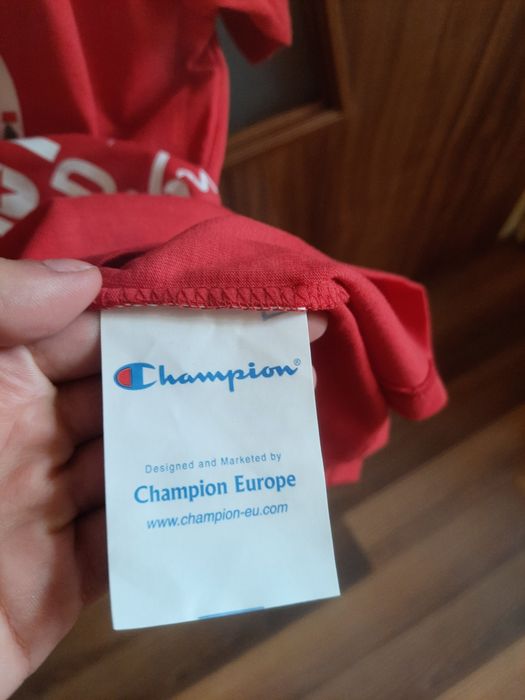 Champion®
Designed and Marketed by
Champion Europe
www.champion-eu.com